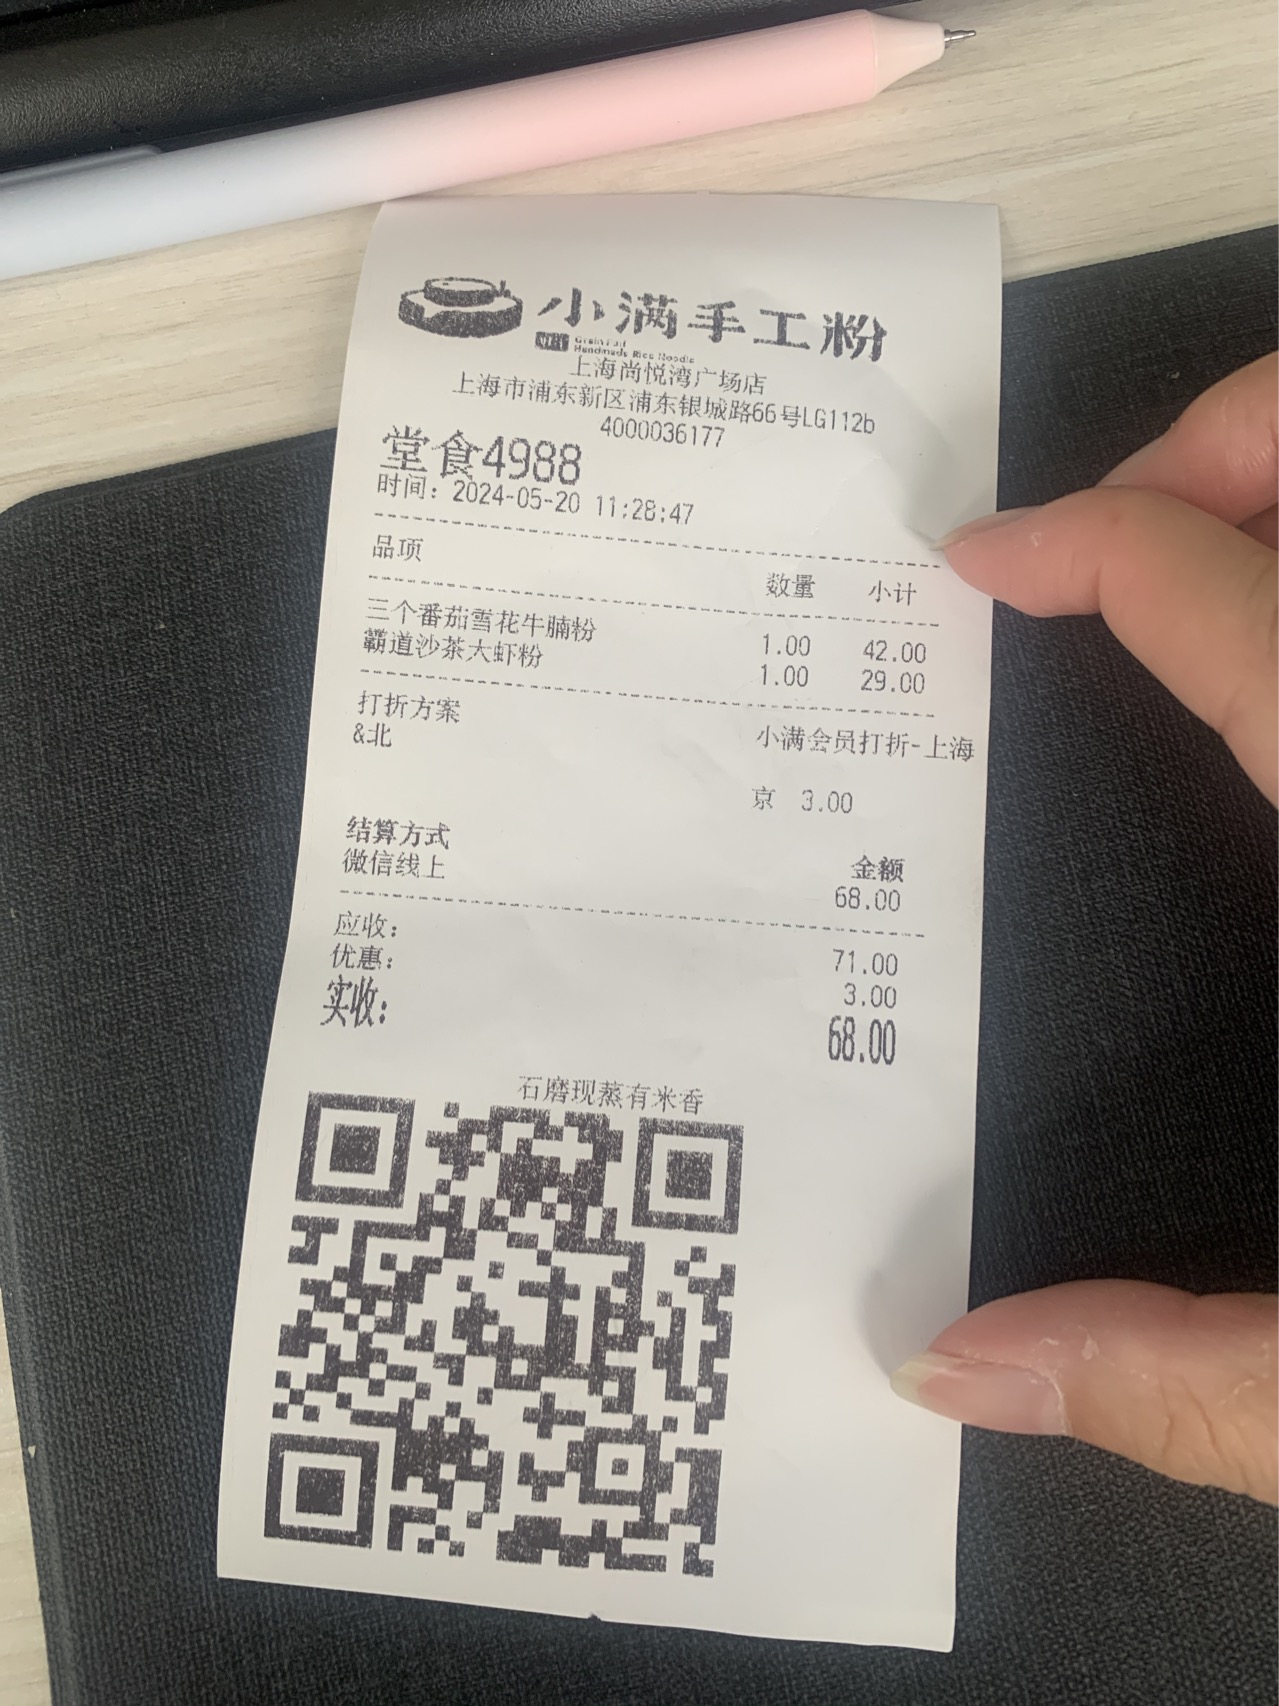 小满手工粉
Grain Full
Handmade Rice Noodle
上海尚悦湾广场店
上海市浦东新区浦东银城路66号LG112b
4000036177
堂食4988
时间：2024-05-20 11:28:47
品项 数量 小计
三个番茄雪花牛腩粉 1.00 42.00
霸道沙茶大虾粉 1.00 29.00
打折方案 小满会员打折-上海
&北
京 3.00
结算方式 金额
微信线上 68.00
应收： 71.00
优惠： 3.00
实收： 68.00
石磨现蒸有米香